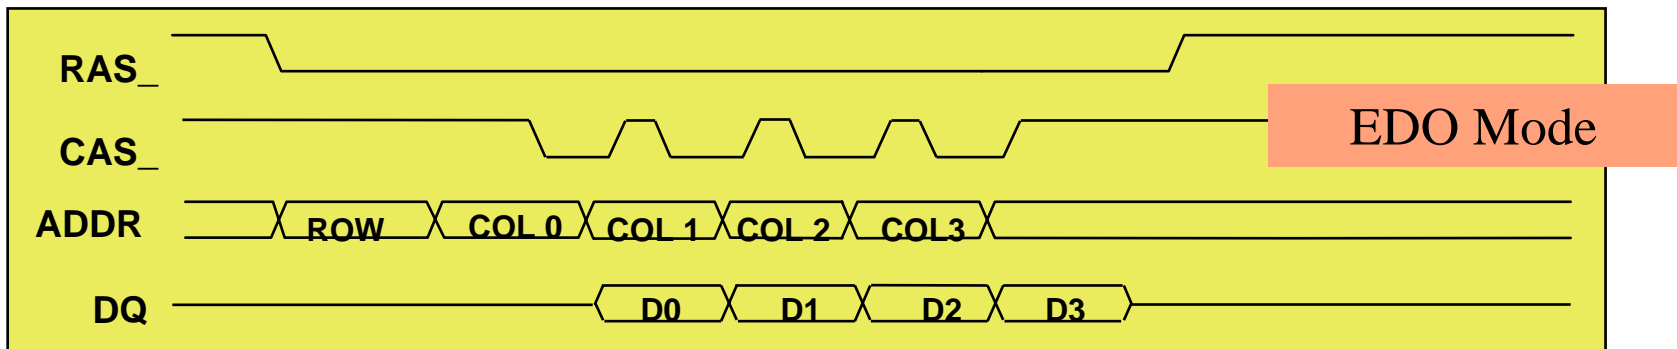 RAS_
CAS_
EDO Mode
ADDR ROW COL 0 COL 1 COL 2 COL3
DQ D0 D1 D2 D3